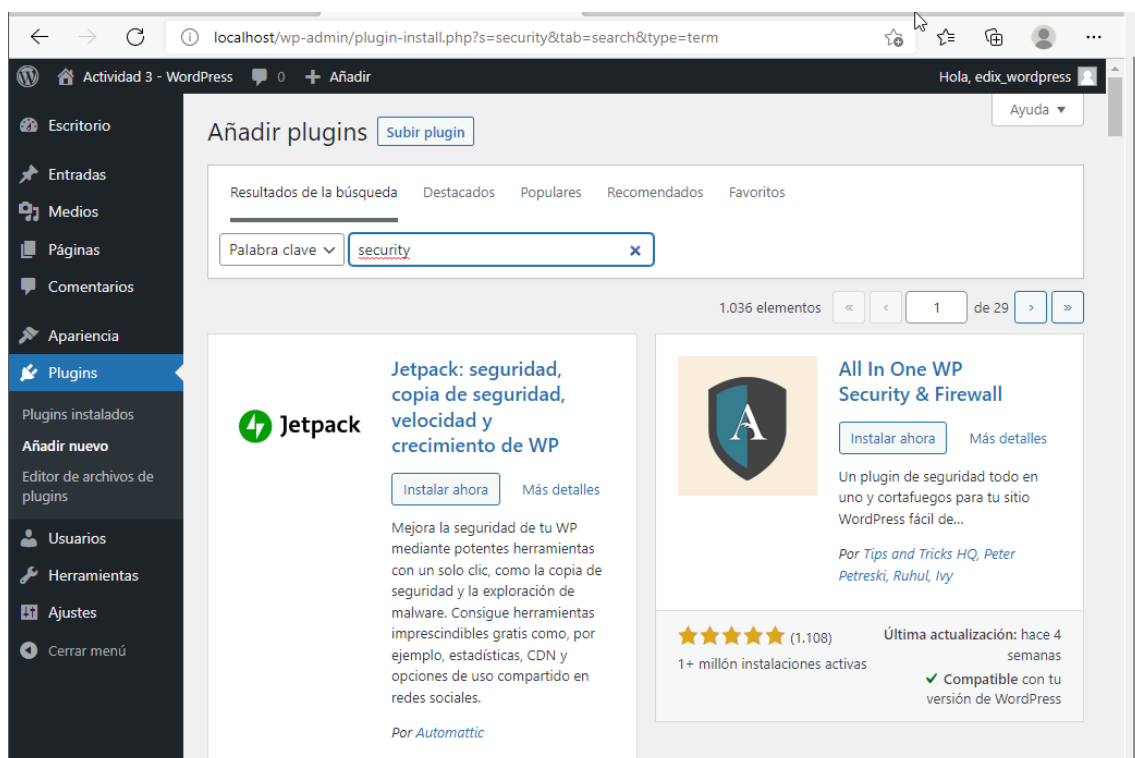 localhost/wp-admin/plugin-install.php?s=security&tab=search&type=term
Actividad 3 - WordPress 0 + Añadir Hola, edix_wordpress
Ayuda
Escritorio
Entradas
Medios
Páginas
Comentarios
Apariencia
Plugins
Plugins instalados
Añadir nuevo
Editor de archivos de
plugins
Usuarios
Herramientas
Ajustes
Cerrar menú
Añadir plugins Subir plugin
Resultados de la búsqueda Destacados Populares Recomendados Favoritos
Palabra clave security
1.036 elementos « ‹ 1 de 29 › »
Jetpack
Jetpack: seguridad,
copia de seguridad,
velocidad y
crecimiento de WP
Instalar ahora Más detalles
Mejora la seguridad de tu WP
mediante potentes herramientas
con un solo clic, como la copia de
seguridad y la exploración de
malware. Consigue herramientas
imprescindibles gratis como, por
ejemplo, estadísticas, CDN y
opciones de uso compartido en
redes sociales.
Por Automattic
A
All In One WP
Security & Firewall
Instalar ahora Más detalles
Un plugin de seguridad todo en
uno y cortafuegos para tu sitio
WordPress fácil de...
Por Tips and Tricks HQ, Peter
Petreski, Ruhul, Ivy
(1.108)
1+ millón instalaciones activas
Última actualización: hace 4
semanas
✔ Compatible con tu
versión de WordPress